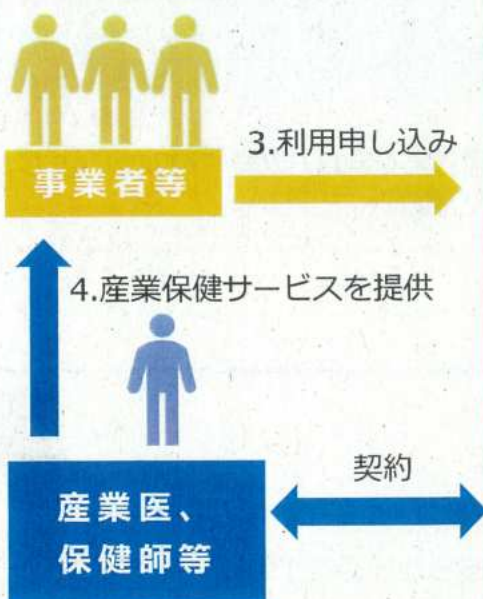 3.利用申し込み
事業者等
4.産業保健サービスを提供
契約
産業医、
保健師等